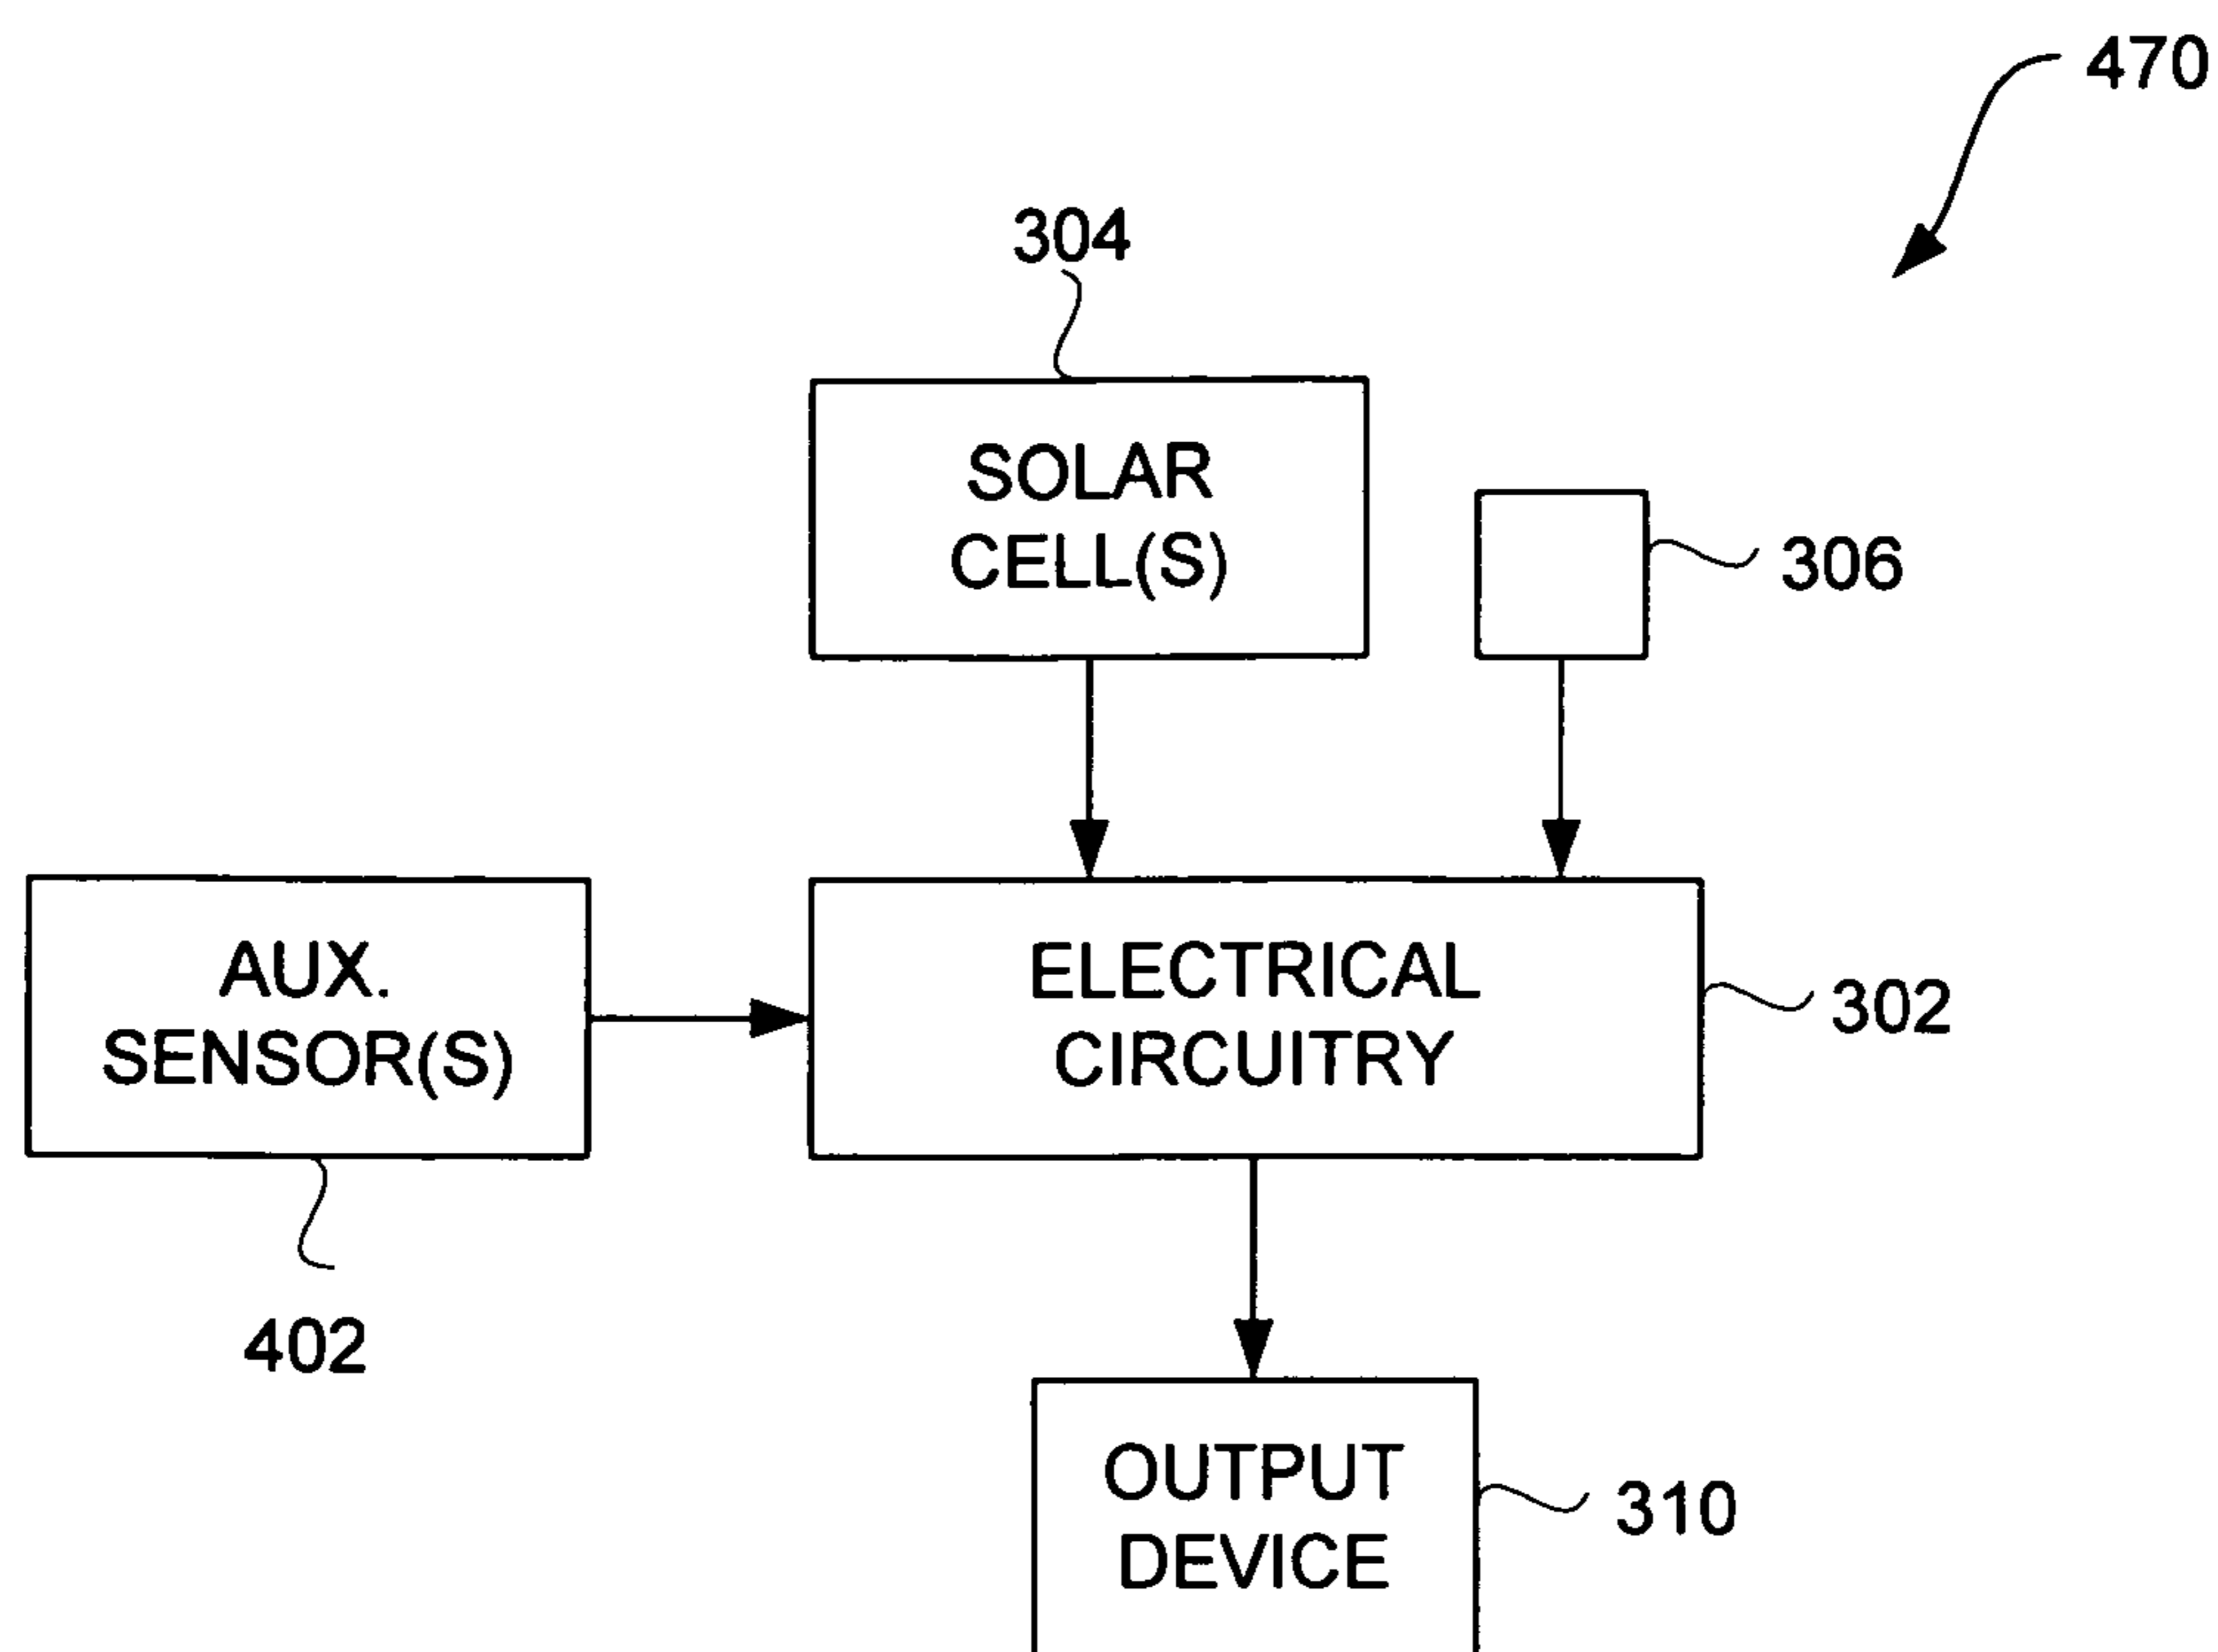 470
304
SOLAR
CELL(S)
306
AUX.
SENSOR(S)
ELECTRICAL
CIRCUITRY
302
402
OUTPUT
DEVICE
310